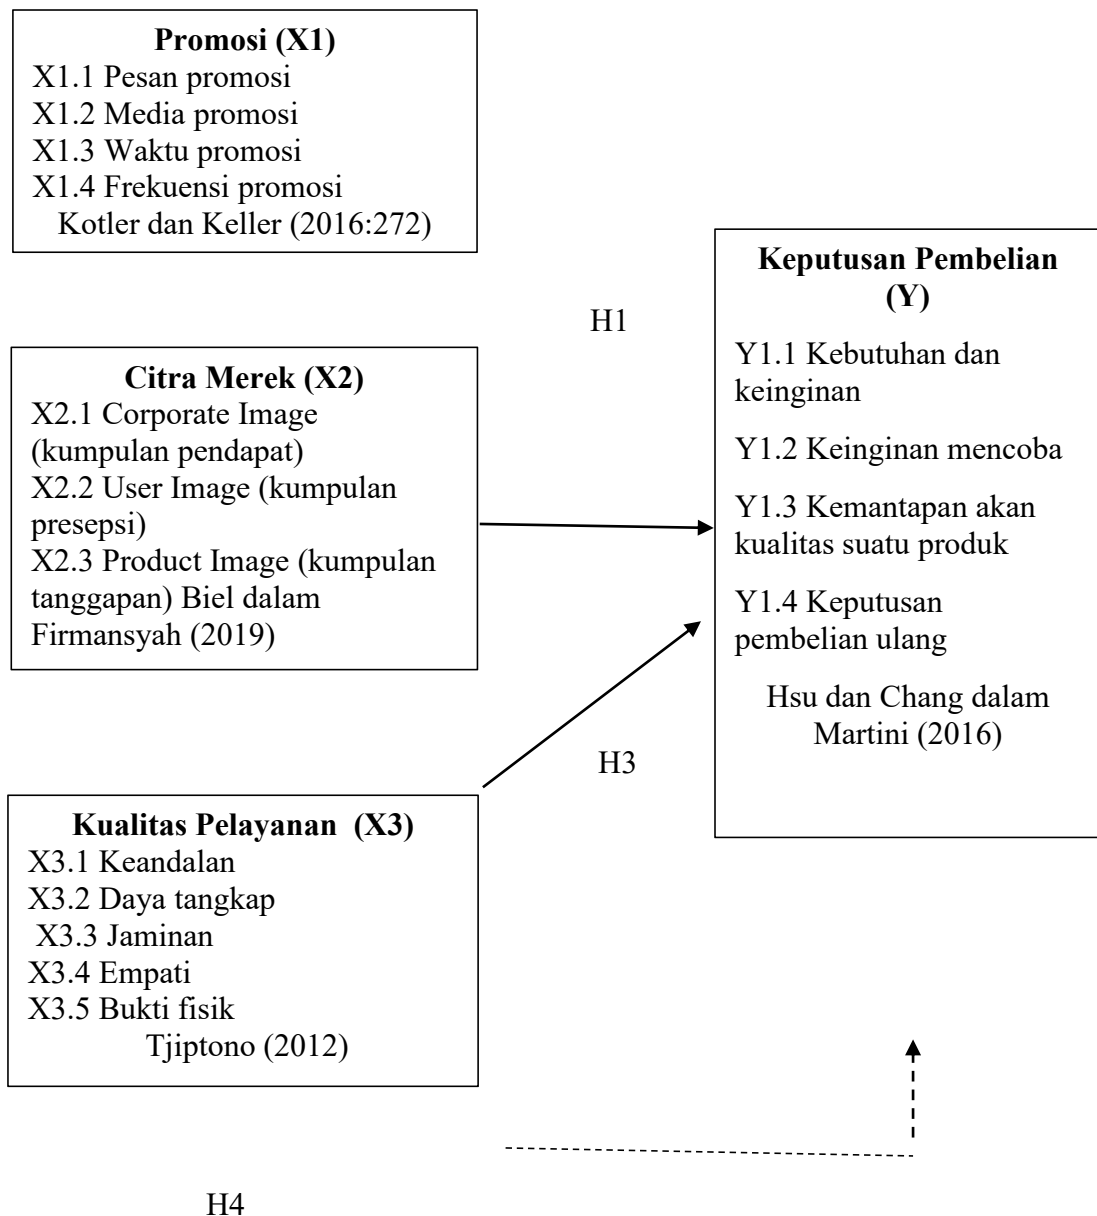 Promosi (X1)
X1.1 Pesan promosi
X1.2 Media promosi
X1.3 Waktu promosi
X1.4 Frekuensi promosi
Kotler dan Keller (2016:272)
H1
Citra Merek (X2)
X2.1 Corporate Image
(kumpulan pendapat)
X2.2 User Image (kumpulan
presepsi)
X2.3 Product Image (kumpulan
tanggapan) Biel dalam
Firmansyah (2019)
Keputusan Pembelian
(Y)
Y1.1 Kebutuhan dan
keinginan
Y1.2 Keinginan mencoba
Y1.3 Kemantapan akan
kualitas suatu produk
Y1.4 Keputusan
pembelian ulang
Hsu dan Chang dalam
Martini (2016)
H3
Kualitas Pelayanan (X3)
X3.1 Keandalan
X3.2 Daya tangkap
X3.3 Jaminan
X3.4 Empati
X3.5 Bukti fisik
Tjiptono (2012)
H4